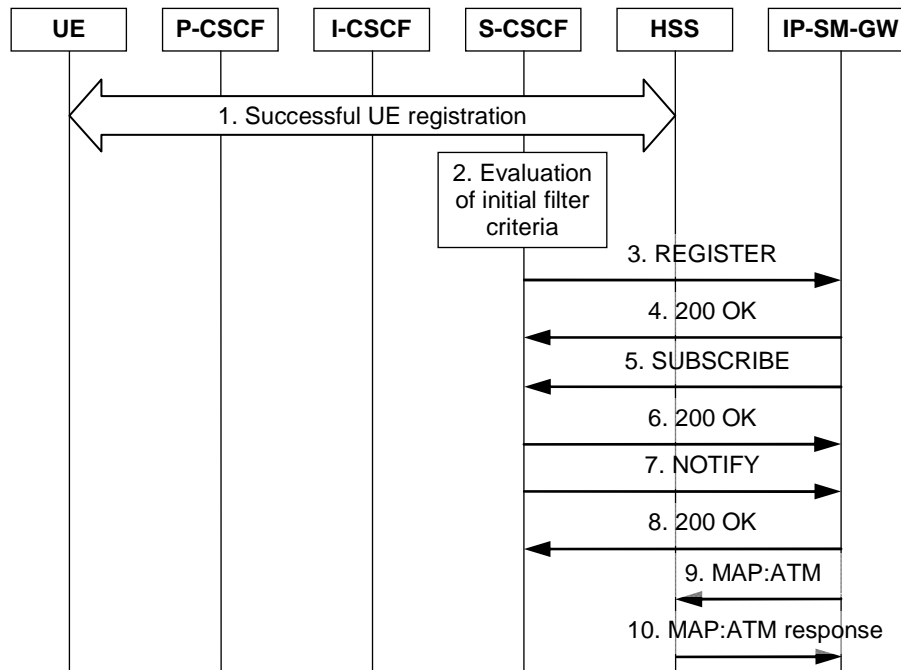 UE
P-CSCF
I-CSCF
S-CSCF
HSS
IP-SM-GW
1. Successful UE registration
2. Evaluation
of initial filter
criteria
3. REGISTER
4. 200 OK
5. SUBSCRIBE
6. 200 OK
7. NOTIFY
8. 200 OK
9. MAP:ATM
10. MAP:ATM response